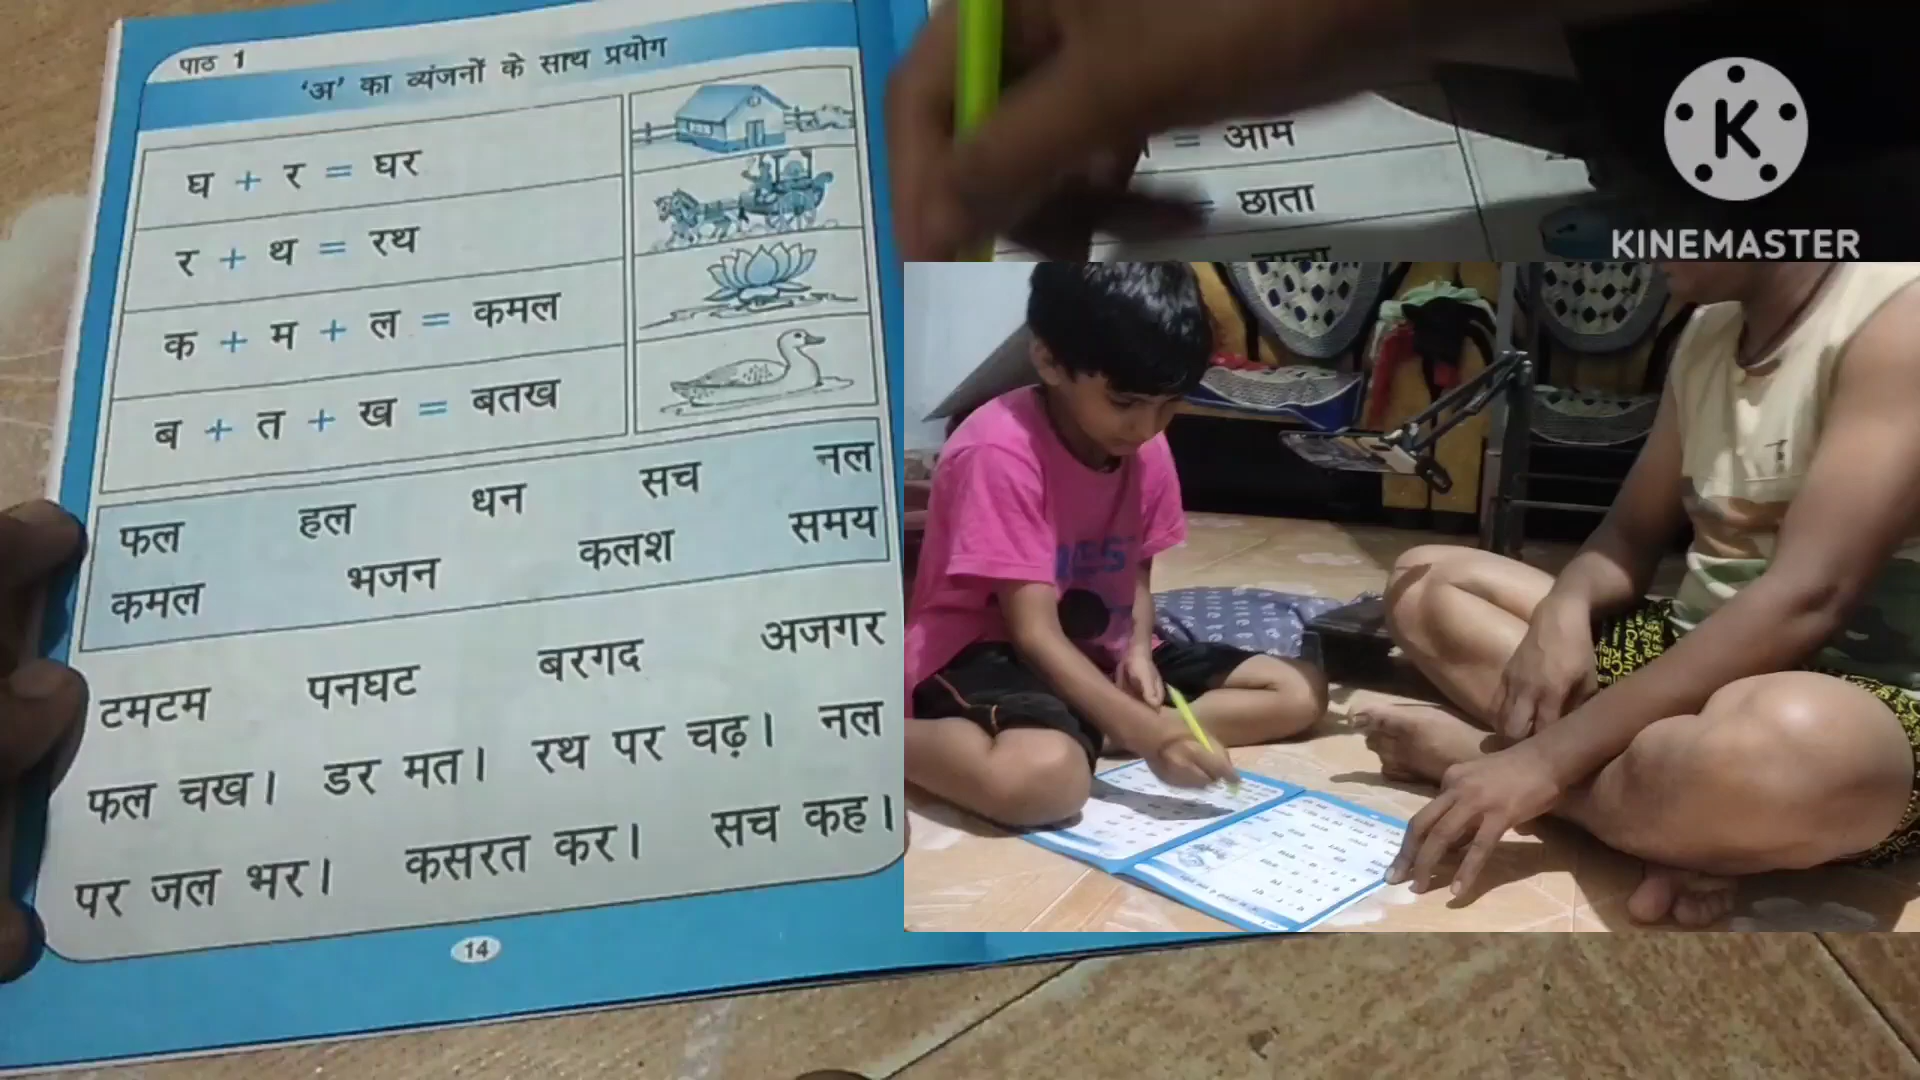 पाठ 1
'अ' का व्यंजनों के साथ प्रयोग
घ + र = घर
र + थ = रथ
क + म + ल = कमल
ब + त + ख = बतख
फल हल धन सच नल
कमल भजन कलश समय
टमटम पनघट बरगद अजगर
फल चख। डर मत। रथ पर चढ़। नल
पर जल भर। कसरत कर। सच कह।
14
= आम
= छाता
K
KINEMASTER